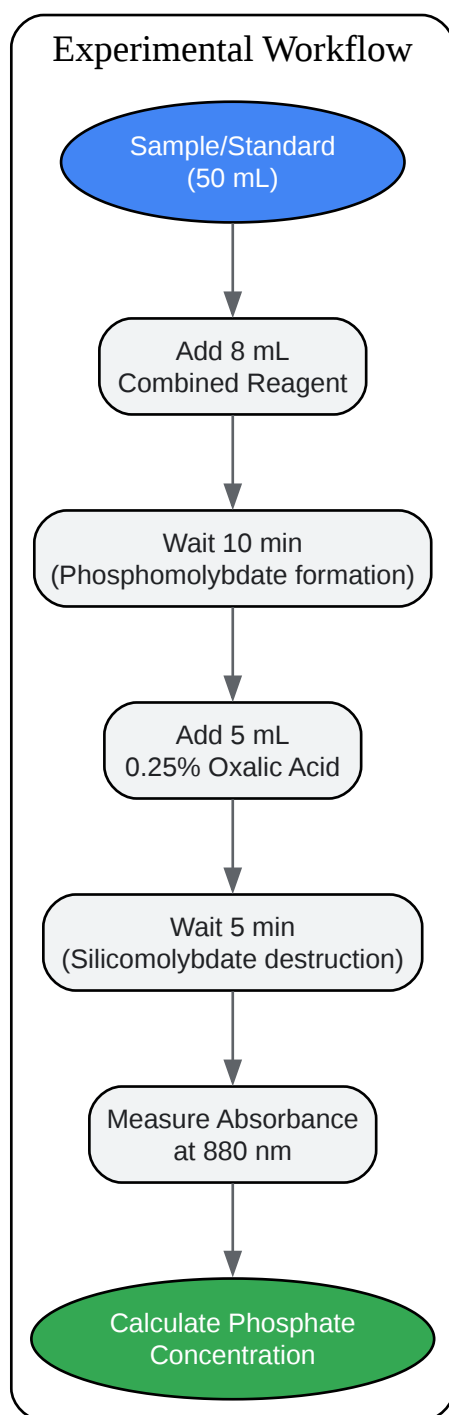 Experimental Workflow
Sample/Standard
(50 mL)
Add 8 mL
Combined Reagent
Wait 10 min
(Phosphomolybdate formation)
Add 5 mL
0.25% Oxalic Acid
Wait 5 min
(Silicomolybdate destruction)
Measure Absorbance
at 880 nm
Calculate Phosphate
Concentration